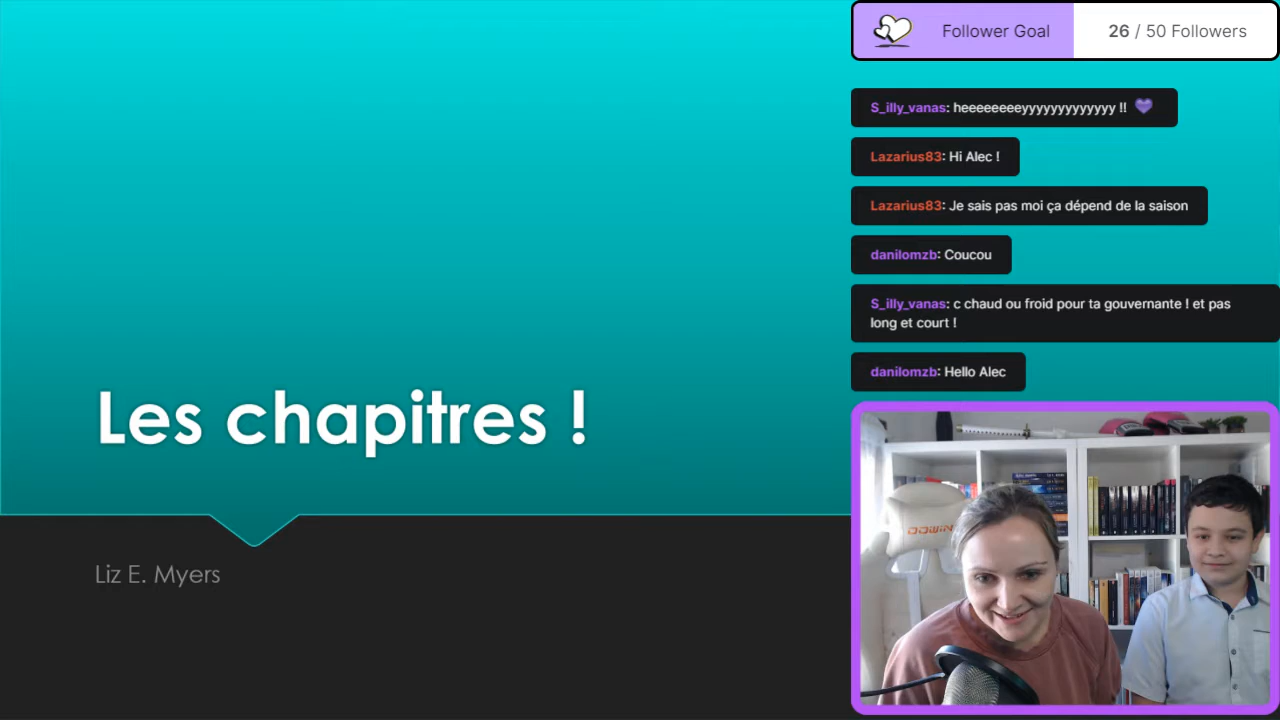 Les chapitres !
Liz E. Myers
Follower Goal
26 / 50 Followers
S_illy_vanas: heeeeeeeeyyyyyyyyyyyyy !!
Lazarius83: Hi Alec !
Lazarius83: Je sais pas moi ça dépend de la saison
danilomzb: Coucou
S_illy_vanas: c chaud ou froid pour ta gouvernante ! et pas
long et court !
danilomzb: Hello Alec